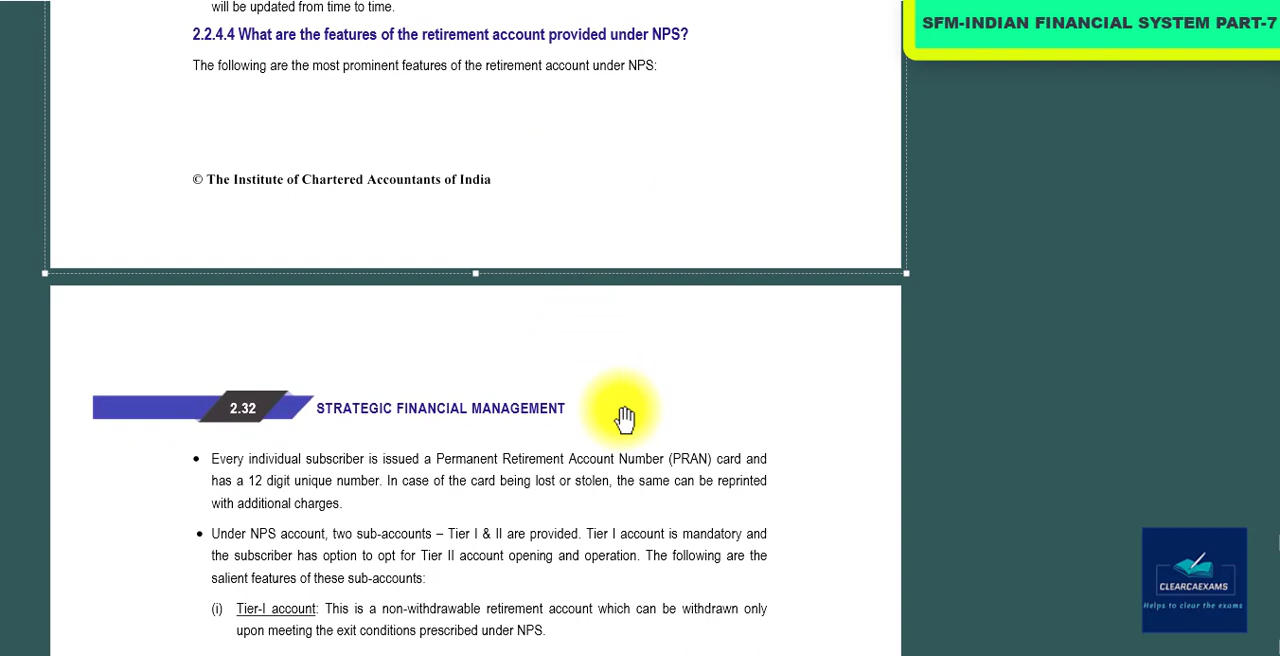 will be updated from time to time.
SFM-INDIAN FINANCIAL SYSTEM PART-7
2.2.4.4 What are the features of the retirement account provided under NPS?
The following are the most prominent features of the retirement account under NPS:
© The Institute of Chartered Accountants of India
2.32 STRATEGIC FINANCIAL MANAGEMENT
• Every individual subscriber is issued a Permanent Retirement Account Number (PRAN) card and
has a 12 digit unique number. In case of the card being lost or stolen, the same can be reprinted
with additional charges.
• Under NPS account, two sub-accounts – Tier I & II are provided. Tier I account is mandatory and
the subscriber has option to opt for Tier II account opening and operation. The following are the
salient features of these sub-accounts:
(i) Tier-I account: This is a non-withdrawable retirement account which can be withdrawn only
upon meeting the exit conditions prescribed under NPS.
CLEARCAEXAMS
Helps to clear the exams